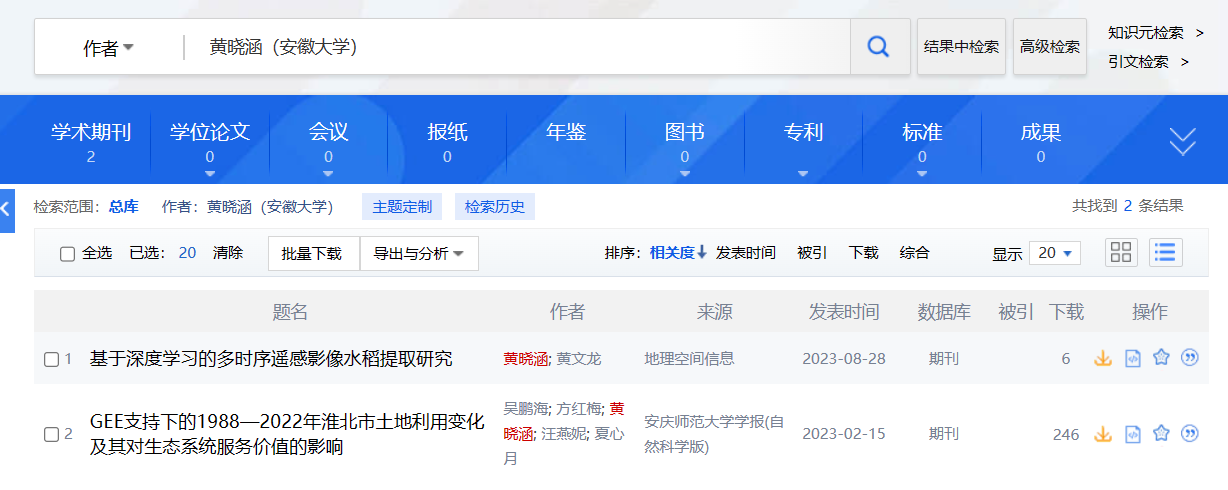 作者 黄晓涵（安徽大学） 结果中检索 高级检索 知识元检索 >
引文检索 >
学术期刊 学位论文 会议 报纸 年鉴 图书 专利 标准 成果
2 0 0 0 0 0 0
检索范围：总库 作者：黄晓涵（安徽大学） 主题定制 检索历史 共找到 2 条结果
全选 已选：20 清除 批量下载 导出与分析 排序：相关度 发表时间 被引 下载 综合 显示 20
题名 作者 来源 发表时间 数据库 被引 下载 操作
1 基于深度学习的多时序遥感影像水稻提取研究 黄晓涵; 黄文龙 地理空间信息 2023-08-28 期刊 6
2 GEE支持下的1988—2022年淮北市土地利用变化
及其对生态系统服务价值的影响
吴鹏海; 方红梅; 黄
晓涵; 汪燕妮; 夏心
月
安庆师范大学学报(自
然科学版)
2023-02-15 期刊 246